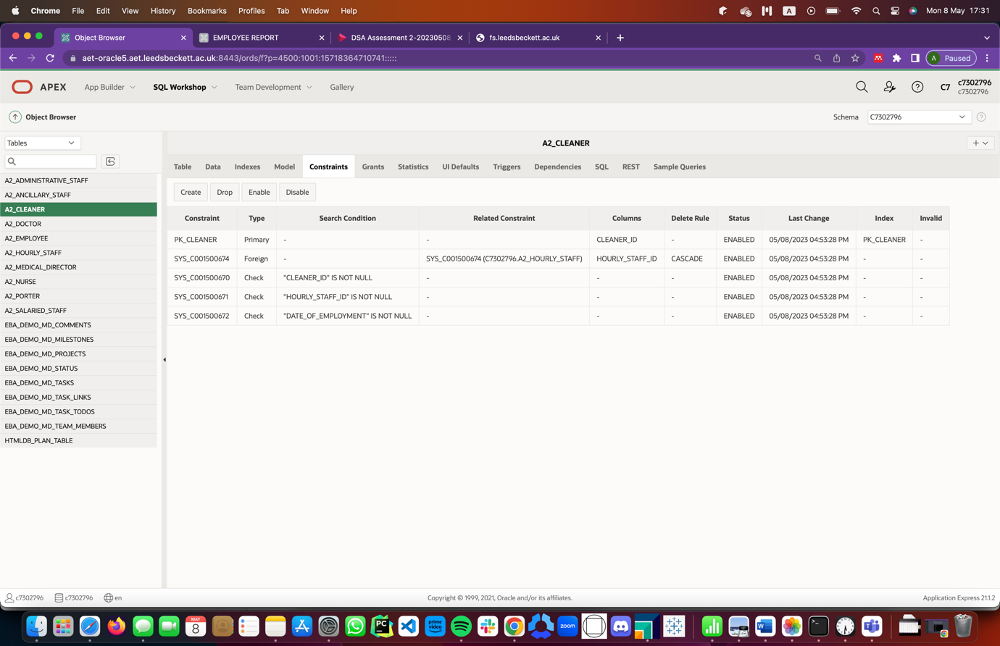 Chrome File Edit View History Bookmarks Profiles Tab Window Help A Mon 8 May 17:31
Object Browser EMPLOYEE REPORT DSA Assessment 2-20230508 fs.leedsbeckett.ac.uk
aet-oracle5.aet.leedsbeckett.ac.uk:8443/ords/f?p=4500:1001:15718364710741::::: A Paused
APEX App Builder SQL Workshop Team Development Gallery C7 c7302796
c7302796
Object Browser Schema C7302796
Tables A2_CLEANER
Table Data Indexes Model Constraints Grants Statistics UI Defaults Triggers Dependencies SQL REST Sample Queries
Create Drop Enable Disable
Constraint Type Search Condition Related Constraint Columns Delete Rule Status Last Change Index Invalid
PK_CLEANER Primary - - CLEANER_ID - ENABLED 05/08/2023 04:53:28 PM PK_CLEANER -
SYS_C001500674 Foreign - SYS_C001500674 (C7302796.A2_HOURLY_STAFF) HOURLY_STAFF_ID CASCADE ENABLED 05/08/2023 04:53:28 PM - -
SYS_C001500670 Check "CLEANER_ID" IS NOT NULL - - - ENABLED 05/08/2023 04:53:28 PM - -
SYS_C001500671 Check "HOURLY_STAFF_ID" IS NOT NULL - - - ENABLED 05/08/2023 04:53:28 PM - -
SYS_C001500672 Check "DATE_OF_EMPLOYMENT" IS NOT NULL - - - ENABLED 05/08/2023 04:53:28 PM - -
A2_ADMINISTRATIVE_STAFF
A2_ANCILLARY_STAFF
A2_CLEANER
A2_DOCTOR
A2_EMPLOYEE
A2_HOURLY_STAFF
A2_MEDICAL_DIRECTOR
A2_NURSE
A2_PORTER
A2_SALARIED_STAFF
EBA_DEMO_MD_COMMENTS
EBA_DEMO_MD_MILESTONES
EBA_DEMO_MD_PROJECTS
EBA_DEMO_MD_STATUS
EBA_DEMO_MD_TASKS
EBA_DEMO_MD_TASK_LINKS
EBA_DEMO_MD_TASK_TODOS
EBA_DEMO_MD_TEAM_MEMBERS
HTMLDB_PLAN_TABLE
c7302796 c7302796 en Copyright © 1999, 2021, Oracle and/or its affiliates. Application Express 21.1.2
MAY 8 PC prime video zoom W T